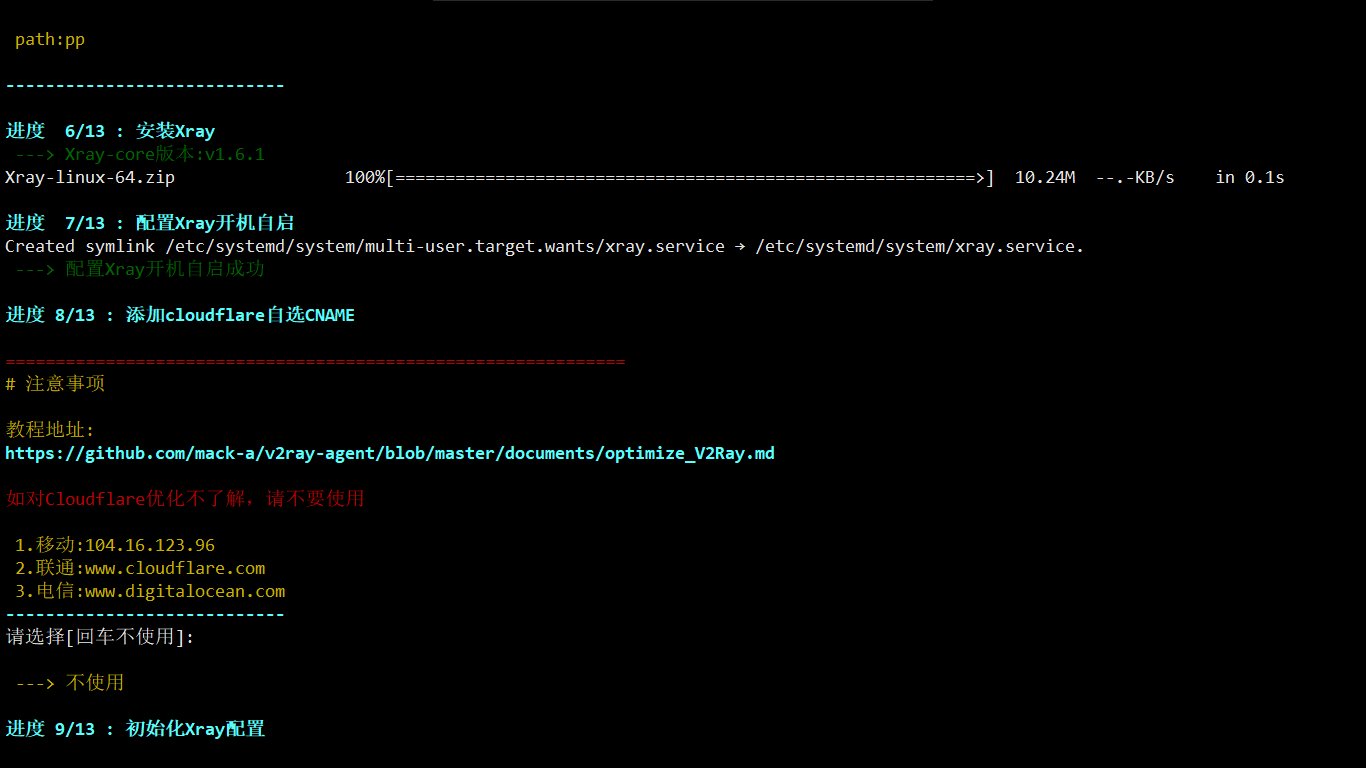 path:pp
----------------------------
进度  6/13 : 安装Xray
---> Xray-core版本:v1.6.1
Xray-linux-64.zip                 100%[==========================================================>]  10.24M  --.-KB/s    in 0.1s
进度  7/13 : 配置Xray开机自启
Created symlink /etc/systemd/system/multi-user.target.wants/xray.service → /etc/systemd/system/xray.service.
---> 配置Xray开机自启成功
进度 8/13 : 添加cloudflare自选CNAME
==============================================================
# 注意事项
教程地址:
https://github.com/mack-a/v2ray-agent/blob/master/documents/optimize_V2Ray.md
如对Cloudflare优化不了解，请不要使用
1.移动:104.16.123.96
2.联通:www.cloudflare.com
3.电信:www.digitalocean.com
----------------------------
请选择[回车不使用]:
---> 不使用
进度 9/13 : 初始化Xray配置